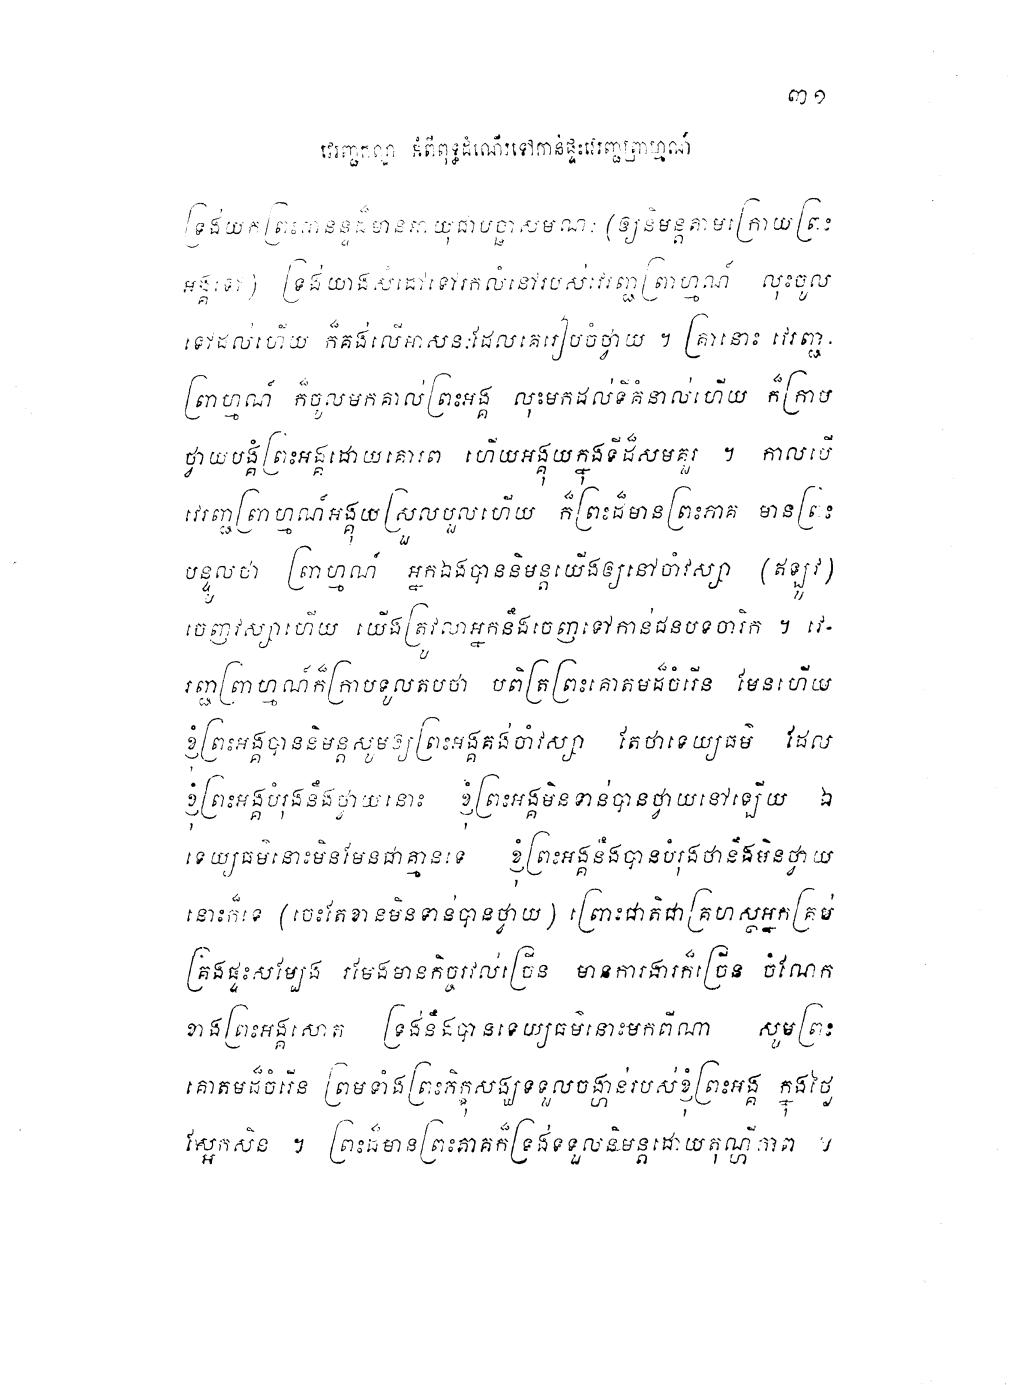 ៣១
វេរញ្ជកណ្ឌ អំពីពុទ្ធដំណើរទៅកាន់ផ្ទះវេរញ្ជព្រាហ្មណ៍
ទ្រង់យកព្រះអានន្ទដ៏មានអាយុជាបច្ឆាសមណៈ (ឲ្យនិមន្តតាមក្រោយព្រះ
អង្គទៅ) ទ្រង់យាងសំដៅទៅរកលំនៅរបស់វេរញ្ជព្រាហ្មណ៍ លុះចូល
ទៅដល់ហើយ ក៏គង់លើអាសនៈដែលគេរៀបចំថ្វាយ ។ គ្រានោះ វេរញ្ជ-
ព្រាហ្មណ៍ ក៏ចូលមកគាល់ព្រះអង្គ លុះមកដល់ទីគំនាល់ហើយ ក៏ក្រាប
ថ្វាយបង្គំព្រះអង្គដោយគោរព ហើយអង្គុយក្នុងទីដ៏សមគួរ ។ កាលបើ
វេរញ្ជព្រាហ្មណ៍អង្គុយស្រួលបួលហើយ ក៏ព្រះដ៏មានព្រះភាគ មានព្រះ
បន្ទូលថា ព្រាហ្មណ៍ អ្នកឯងបាននិមន្តយើងឲ្យនៅចាំវស្សា (ឥឡូវ)
ចេញវស្សាហើយ យើងត្រូវលាអ្នកនឹងចេញទៅកាន់ជនបទចារិក ។ វេ-
រញ្ជព្រាហ្មណ៍ក៏ក្រាបទូលតបថា បពិត្រព្រះគោតមដ៏ចំរើន មែនហើយ
ខ្ញុំព្រះអង្គបាននិមន្តសូមឲ្យព្រះអង្គគង់ចាំវស្សា តែថាទេយ្យធម៌ ដែល
ខ្ញុំព្រះអង្គបំរុងនឹងថ្វាយនោះ ខ្ញុំព្រះអង្គមិនទាន់បានថ្វាយនៅឡើយ ឯ
ទេយ្យធម៌នោះមិនមែនជាគ្មានទេ ខ្ញុំព្រះអង្គនឹងបានបំរុងថានឹងមិនថ្វាយ
នោះក៏ទេ (ចេះតែខានមិនទាន់បានថ្វាយ) ព្រោះជាតិជាគ្រហស្ថអ្នកគ្រប់
គ្រងផ្ទះសម្បែង រមែងមានកិច្ចរវល់ច្រើន មានការងារក៏ច្រើន ចំណែក
ខាងព្រះអង្គសោត ទ្រង់នឹងបានទេយ្យធម៌នោះមកពីណា សូមព្រះ
គោតមដ៏ចំរើន ព្រមទាំងព្រះភិក្ខុសង្ឃទទួលចង្ហាន់របស់ខ្ញុំព្រះអង្គ ក្នុងថ្ងៃ
ស្អែកសិន ។ ព្រះដ៏មានព្រះភាគក៏ទ្រង់ទទួលនិមន្តដោយតុណ្ហីភាព ។